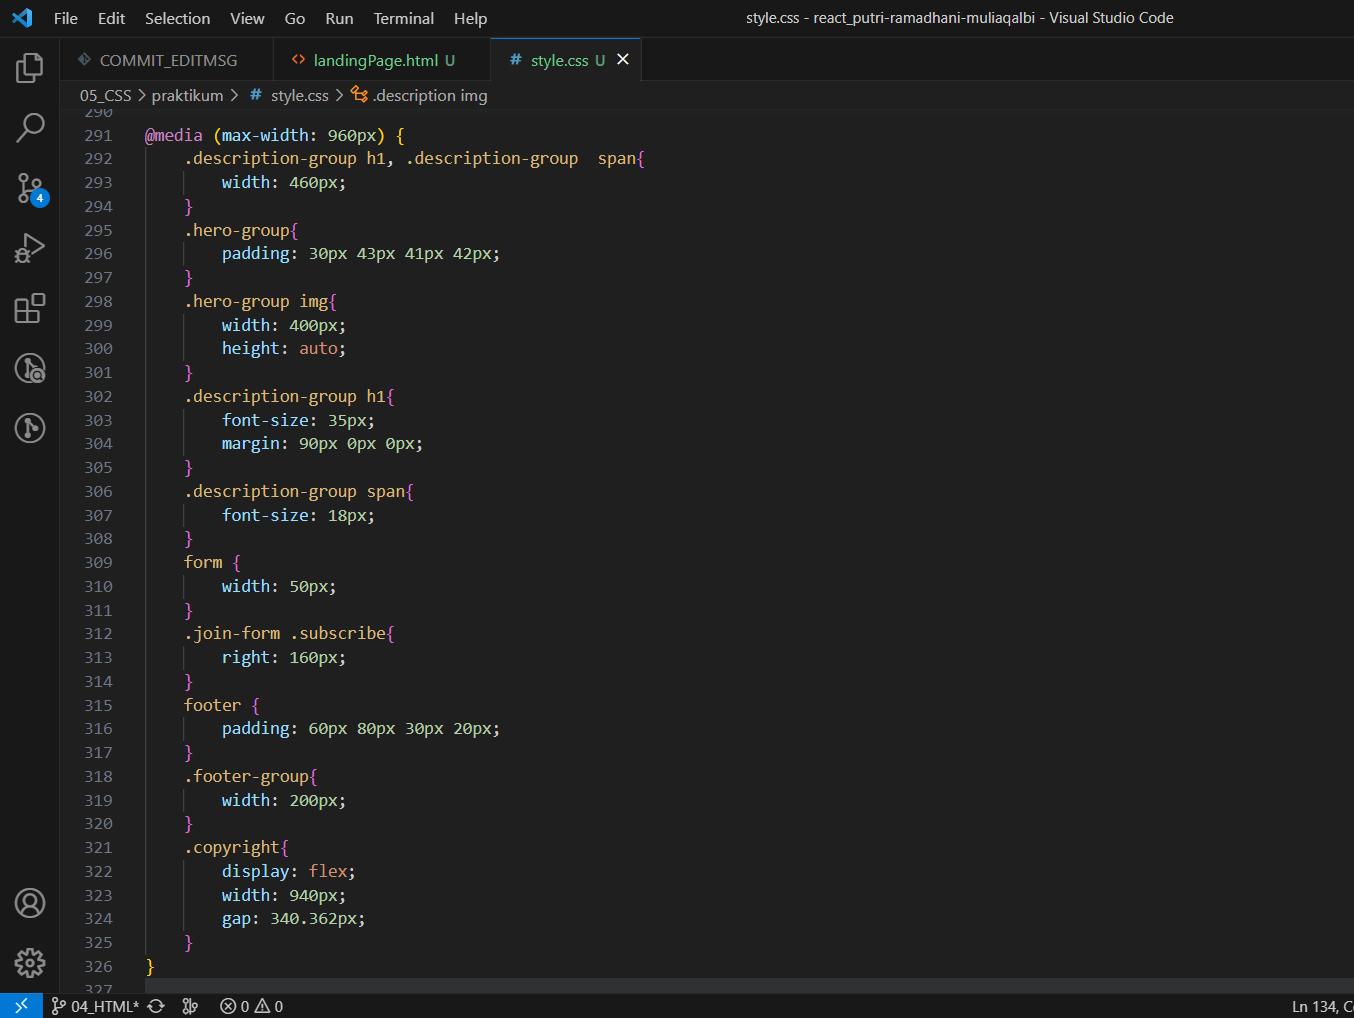 File Edit Selection View Go Run Terminal Help
style.css - react_putri-ramadhani-muliaqalbi - Visual Studio Code
COMMIT_EDITMSG
<> landingPage.html U
# style.css U ×
05_CSS > praktikum > # style.css > .description img
290
291 @media (max-width: 960px) {
292 .description-group h1, .description-group  span{
293 width: 460px;
294 }
295 .hero-group{
296 padding: 30px 43px 41px 42px;
297 }
298 .hero-group img{
299 width: 400px;
300 height: auto;
301 }
302 .description-group h1{
303 font-size: 35px;
304 margin: 90px 0px 0px;
305 }
306 .description-group span{
307 font-size: 18px;
308 }
309 form {
310 width: 50px;
311 }
312 .join-form .subscribe{
313 right: 160px;
314 }
315 footer {
316 padding: 60px 80px 30px 20px;
317 }
318 .footer-group{
319 width: 200px;
320 }
321 .copyright{
322 display: flex;
323 width: 940px;
324 gap: 340.362px;
325 }
326 }
327
4
04_HTML* 0 0
Ln 134, C